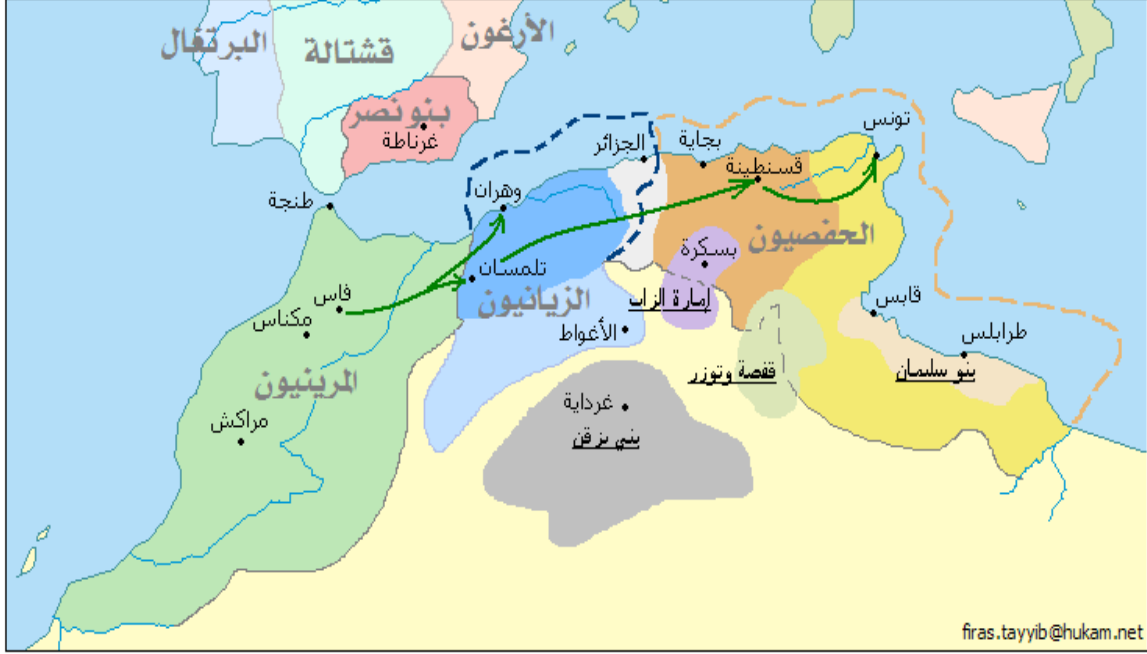 البرتغال
قشتالة
الأرغون
بنو نصر
غرناطة
تونس
الجزائر
بجاية
قسنطينة
وهران
طنجة
الحفصيون
بسكرة
تلمسان
الزيانيون
إمارة الزاب
فاس
مكناس
الأغواط
قابس
طرابلس
بنو سليمان
قفصة وتوزر
المرينيون
غرداية
مراكش
بني يزقن
firas.tayyib@hukam.net